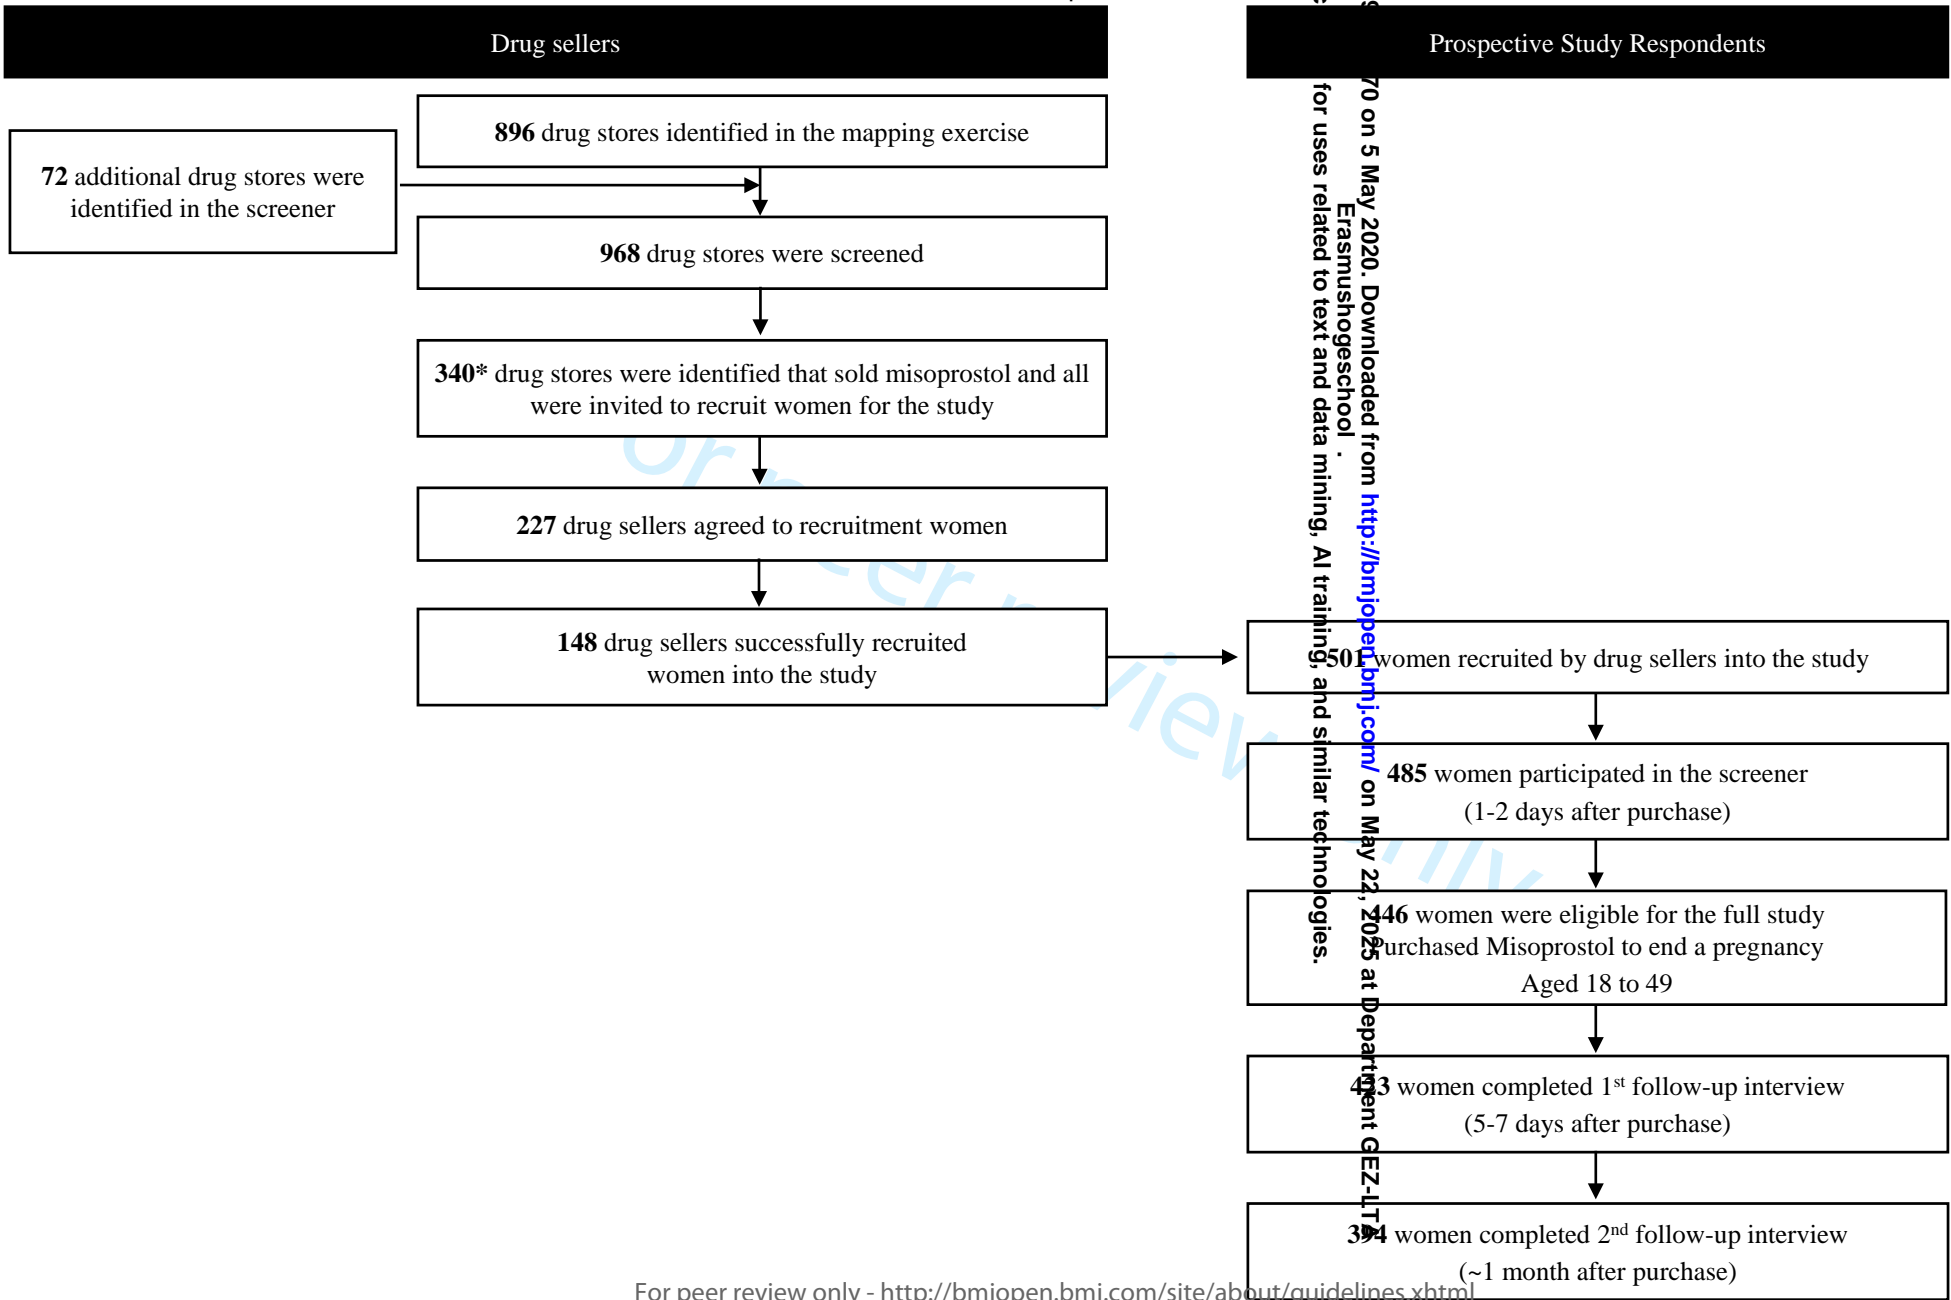 Drug sellers
Prospective Study Respondents
896 drug stores identified in the mapping exercise
72 additional drug stores were
identified in the screener
968 drug stores were screened
340* drug stores were identified that sold misoprostol and all
were invited to recruit women for the study
227 drug sellers agreed to recruitment women
148 drug sellers successfully recruited
women into the study
501 women recruited by drug sellers into the study
485 women participated in the screener
(1-2 days after purchase)
446 women were eligible for the full study
Purchased Misoprostol to end a pregnancy
Aged 18 to 49
423 women completed 1st follow-up interview
(5-7 days after purchase)
394 women completed 2nd follow-up interview
(~1 month after purchase)
70 on 5 May 2020. Downloaded from http://bmjopen.bmj.com/ on May 22, 2025 at Department GEZ-LTA
Erasmushogeschool .
for uses related to text and data mining, AI training, and similar technologies.
For peer review only - http://bmjopen.bmj.com/site/about/guidelines.xhtml